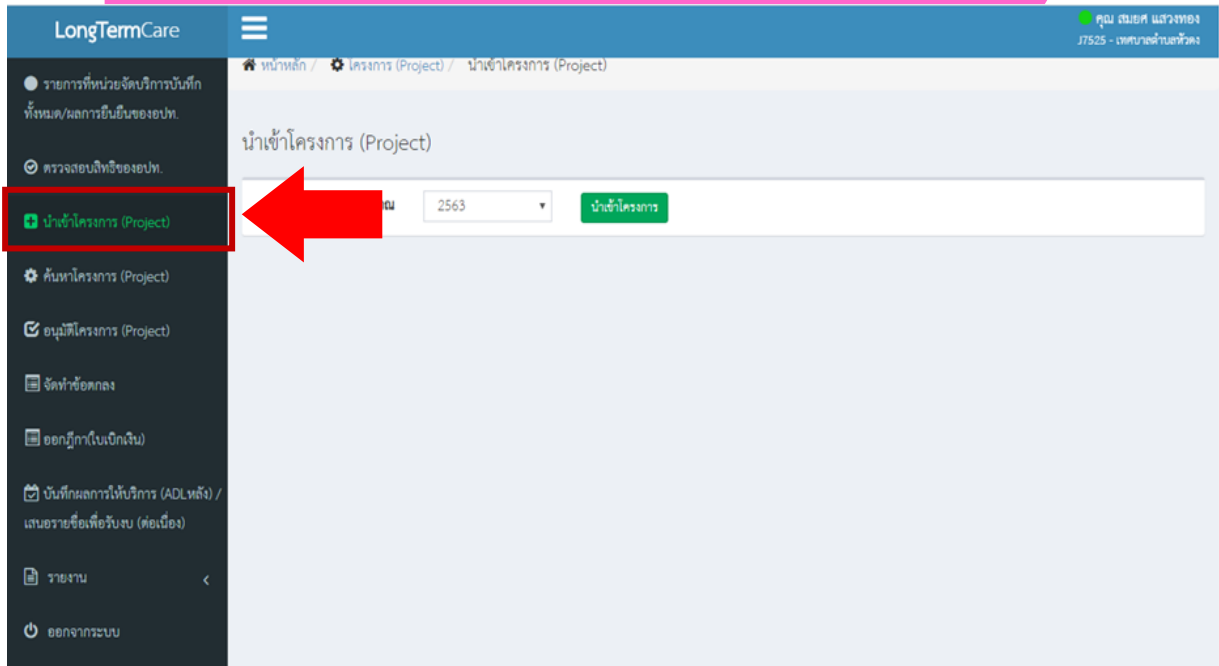 LongTermCare
คุณ สมยศ แสวงทอง
J7525 - เทศบาลตำบลหัวดง
หน้าหลัก / โครงการ (Project) / นำเข้าโครงการ (Project)
รายการที่หน่วยจัดบริการบันทึก
ทั้งหมด/ผลการยืนยันของอปท.
ตรวจสอบสิทธิของอปท.
นำเข้าโครงการ (Project)
ค้นหาโครงการ (Project)
อนุมัติโครงการ (Project)
จัดทำข้อตกลง
ออกฎีกา(ใบเบิกเงิน)
บันทึกผลการให้บริการ (ADLหลัง) /
เสนอรายชื่อเพื่อรับงบ (ต่อเนื่อง)
รายงาน
ออกจากระบบ
นำเข้าโครงการ (Project)
2563 นำเข้าโครงการ